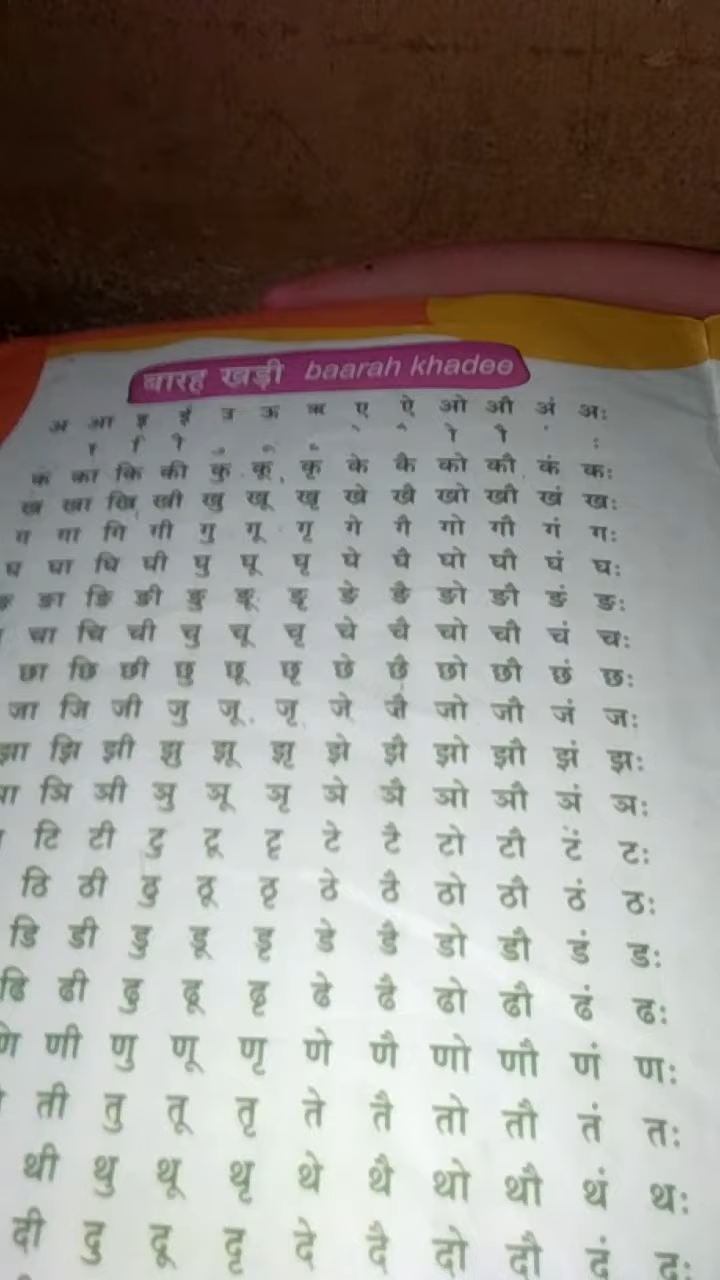 बारह खड़ी baarah khadee
अ आ इ ई उ ऊ ऋ ए ऐ ओ औ अं अः
क का कि की कु कू कृ के कै को कौ कं कः
ख खा खि खी खु खू खृ खे खै खो खौ खं खः
ग गा गि गी गु गू गृ गे गै गो गौ गं गः
घ घा घि घी घु घू घृ घे घै घो घौ घं घः
ङ ङा ङि ङी ङु ङू ङृ ङे ङै ङो ङौ ङं ङः
चा चि ची चु चू चृ चे चै चो चौ चं चः
छा छि छी छु छू छृ छे छै छो छौ छं छः
जा जि जी जु जू जृ जे जै जो जौ जं जः
झा झि झी झु झू झृ झे झै झो झौ झं झः
ञि ञी ञु ञू ञृ ञे ञै ञो ञौ ञं ञः
टि टी टु टू टृ टे टै टो टौ टं टः
ठि ठी ठु ठू ठृ ठे ठै ठो ठौ ठं ठः
डि डी डु डू डृ डे डै डो डौ डं डः
ढि ढी ढु ढू ढृ ढे ढै ढो ढौ ढं ढः
णी णु णू णृ णे णै णो णौ णं णः
ती तु तू तृ ते तै तो तौ तं तः
थी थु थू थृ थे थै थो थौ थं थः
दी दु दू दृ दे दै दो दौ दं दः